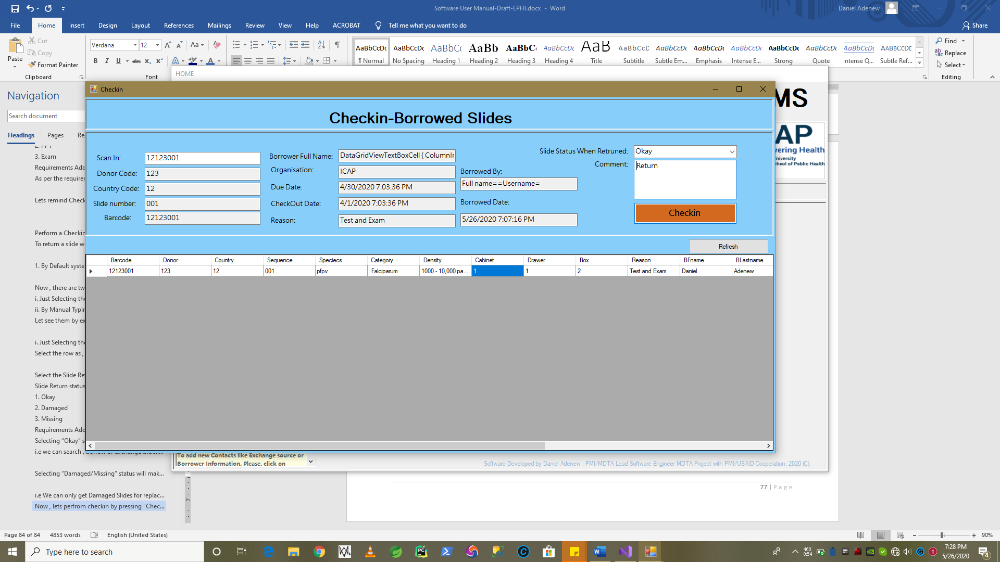 Software User Manual-Draft-EPHI.docx - Word
Daniel Adenew
File Home Insert Design Layout References Mailings Review View Help ACROBAT Tell me what you want to do Share
Paste
Cut
Copy
Format Painter
Clipboard
Verdana 12
Font
AaBbCcDc ¶ Normal
AaBbCcDc No Spacing
AaBbCc Heading 1
AaBb Heading 2
AaBbC Heading 3
AaBbCcDc Heading 4
AaB Title
AaBbCcD Subtitle
AaBbCcDc Subtle Em...
AaBbCcDc Emphasis
AaBbCcDc Intense E...
AaBbCcDc Strong
AaBbCcDc Quote
AaBbCcDc Intense Q...
AABBCCDE Subtle Ref...
Find
Replace
Select
Editing
HOME
Navigation
Search document
Headings Pages Re
3. Exam
Requirements Add
As per the requirer
Lets remind Check
Perform a Checkin
To return a slide w
1. By Default syste
Now , there are tw
i. Just Selecting the
ii. By Manual Typin
Let see them by ex
i. Just Selecting the
Select the row as ,
Select the Slide Re
Slide Return status
1. Okay
2. Damaged
3. Missing
Requirements Add
Selecting “Okay” s
i.e we can search ,
Selecting “Damaged/Missing” status will mak...
i.e We can only get Damaged Slides for replac...
Now , lets perfrom checkin by pressing “Chec...
Checkin
Checkin-Borrowed Slides
Scan In: 12123001
Donor Code: 123
Country Code: 12
Slide number: 001
Barcode: 12123001
Borrower Full Name: DataGridViewTextBoxCell { ColumnIr
Organisation: ICAP
Due Date: 4/30/2020 7:03:36 PM
CheckOut Date: 4/1/2020 7:03:36 PM
Reason: Test and Exam
Borrowed By:
Full name==Username=
Borrowed Date:
5/26/2020 7:07:16 PM
Slide Status When Retruned: Okay
Comment: Return
Checkin
Refresh
Barcode Donor Country Sequence Speciecs Category Density Cabinet Drawer Box Reason BFname BLastname
12123001 123 12 001 pfpv Falciparum 1000 - 10,000 pa... 1 1 2 Test and Exam Daniel Adenew
MS
AP
wering Health
niversity
hool of Public Health
To add new Contacts like Exchange source or
Borrower Information. Please. click on
Software Developed by Daniel Adenew , PMI/MDTA Lead Software Engineer MDTA Project with PMI/USAID Cooperation, 2020 (C).
77 | P a g e
Page 84 of 84 4853 words English (United States) 90%
Type here to search
46%
0:54
7:28 PM
5/26/2020
4